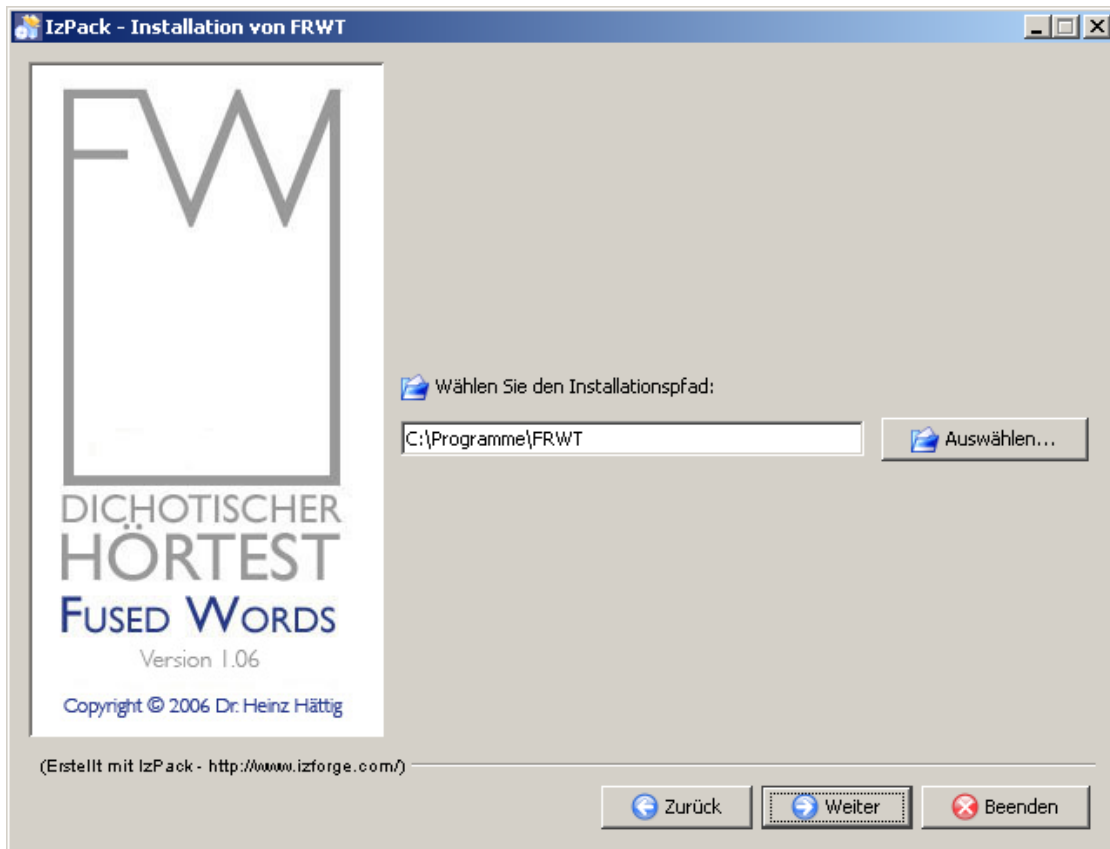 IzPack - Installation von FRWT
FW
DICHOTISCHER
HÖRTEST
FUSED WORDS
Version 1.06
Copyright © 2006 Dr. Heinz Hättig
Wählen Sie den Installationspfad:
C:\Programme\FRWT
Auswählen...
(Erstellt mit IzPack - http://www.izforge.com/)
Zurück
Weiter
Beenden